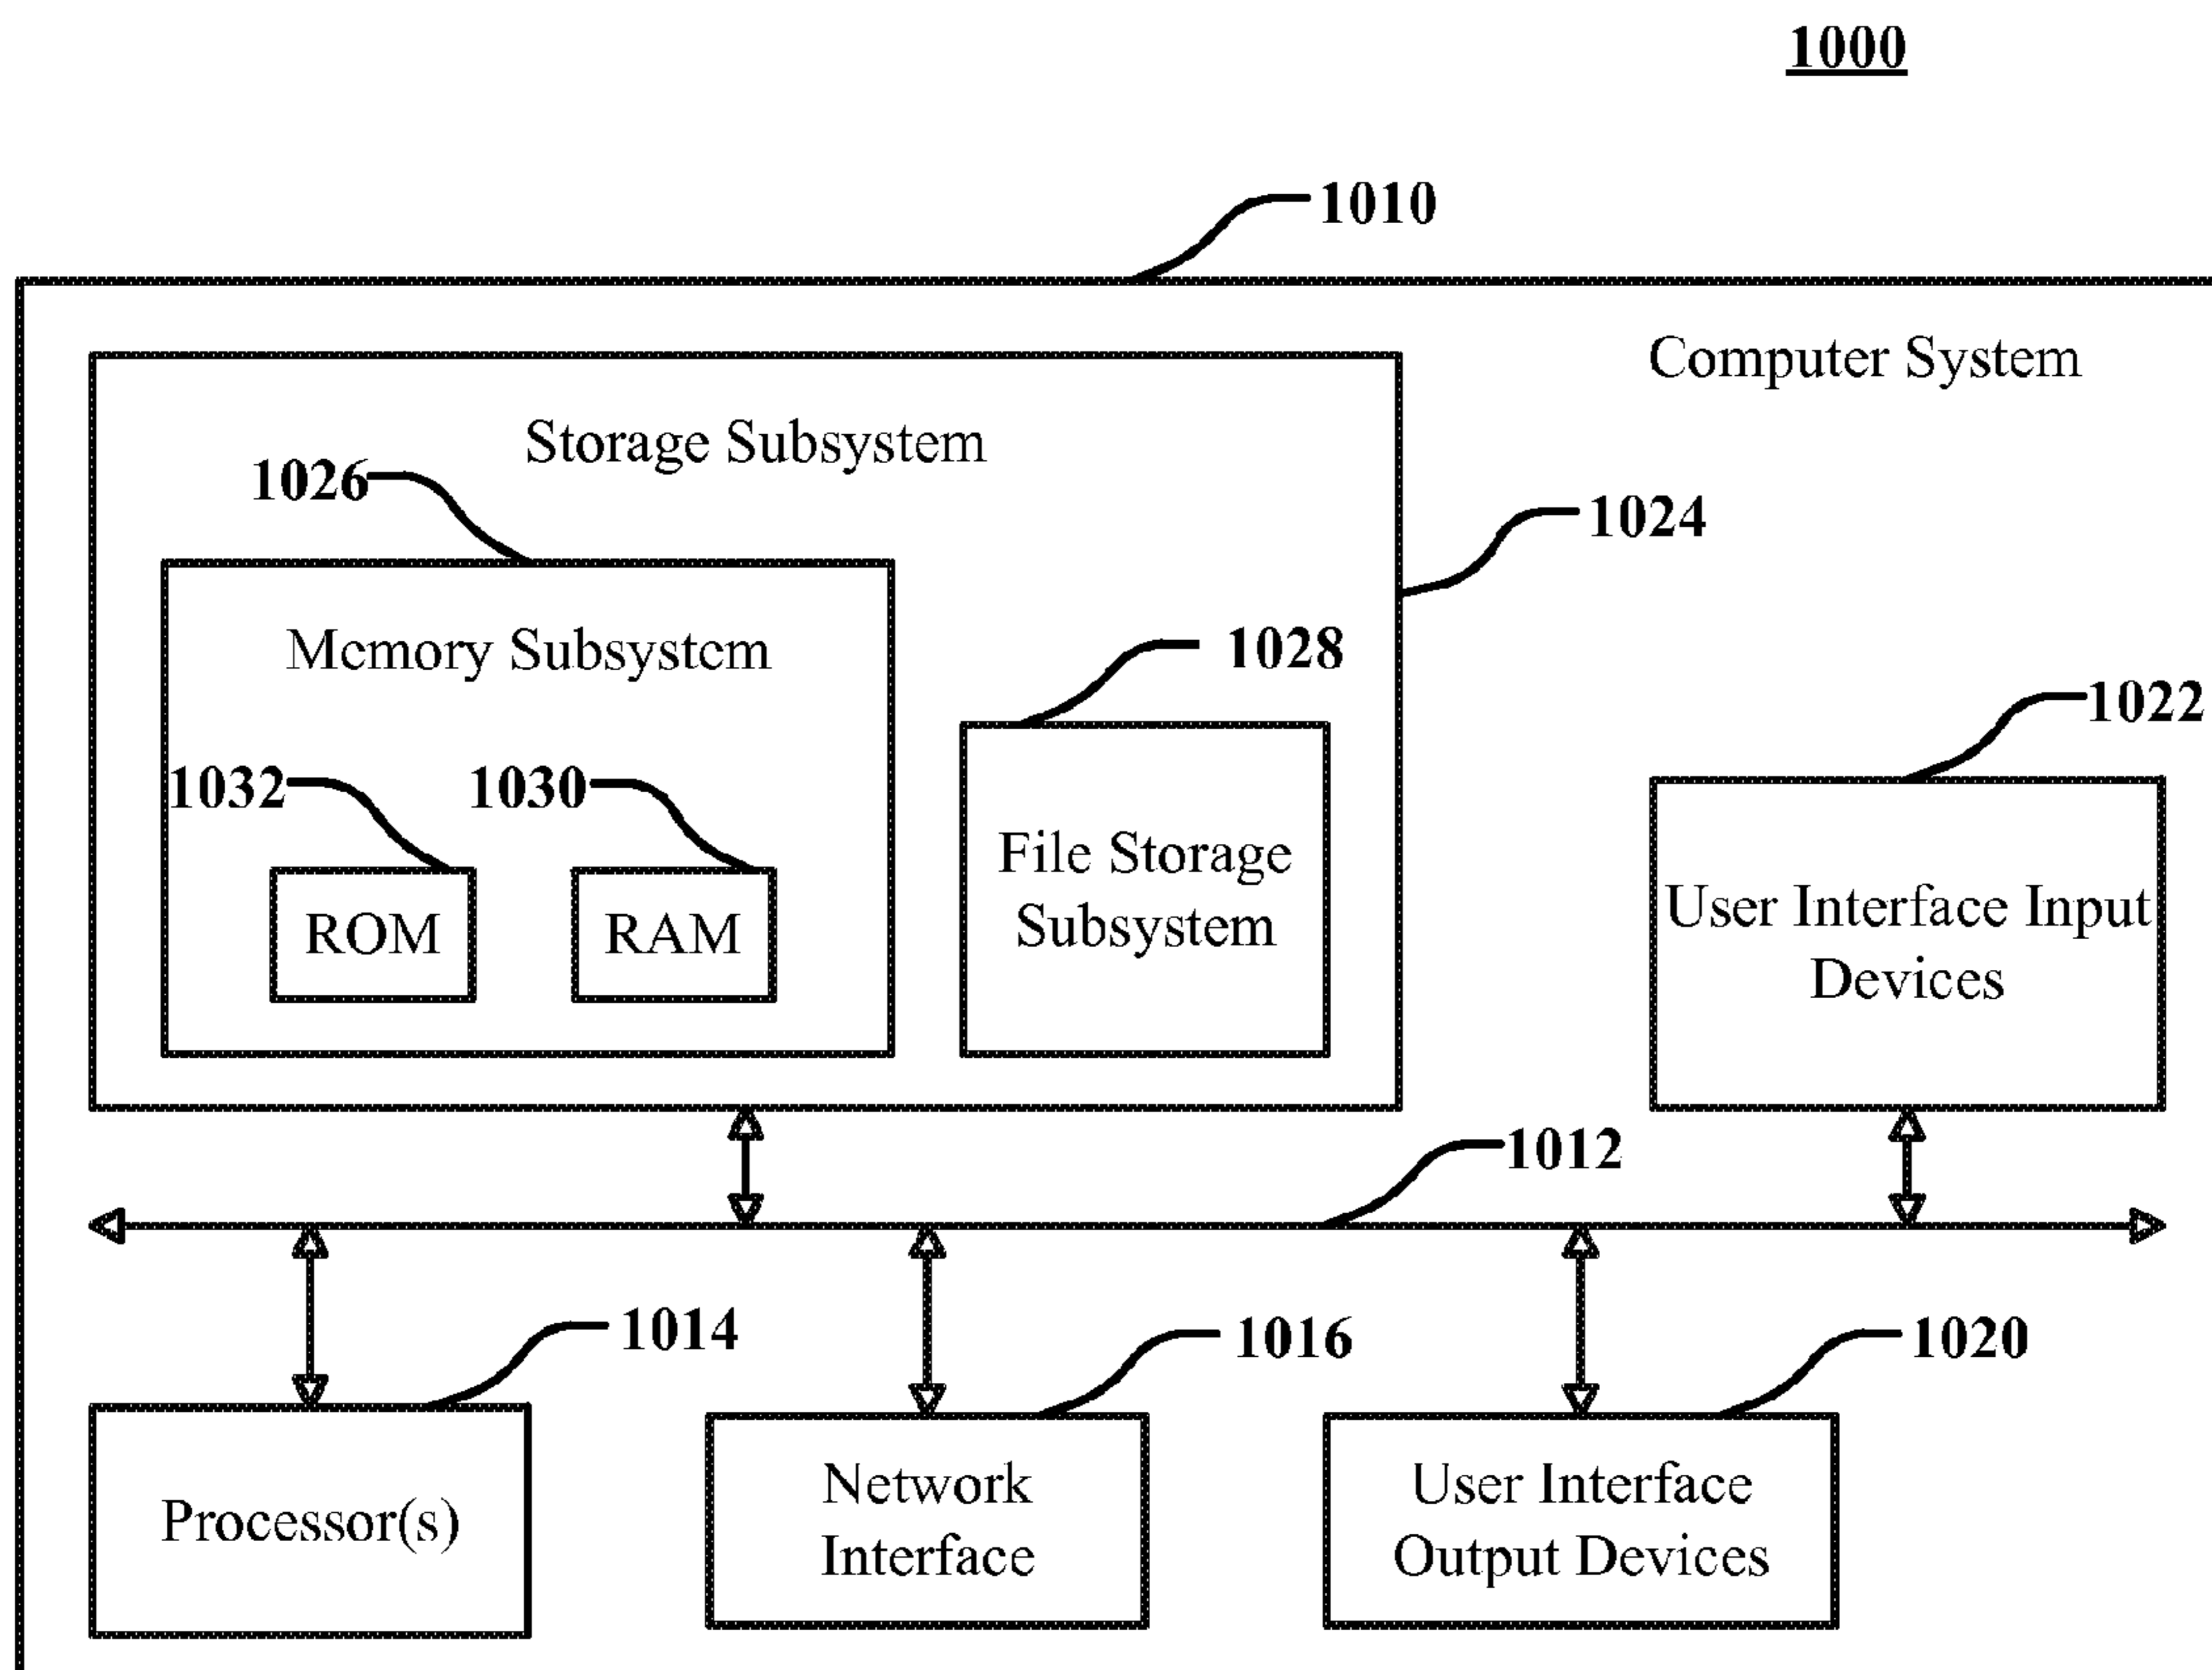 1000
1010
Computer System
Storage Subsystem
1026
1024
Memory Subsystem
1028
1022
1032
1030
File Storage
Subsystem
User Interface Input
Devices
ROM
RAM
1012
1014
1016
1020
Processor(s)
Network
Interface
User Interface
Output Devices